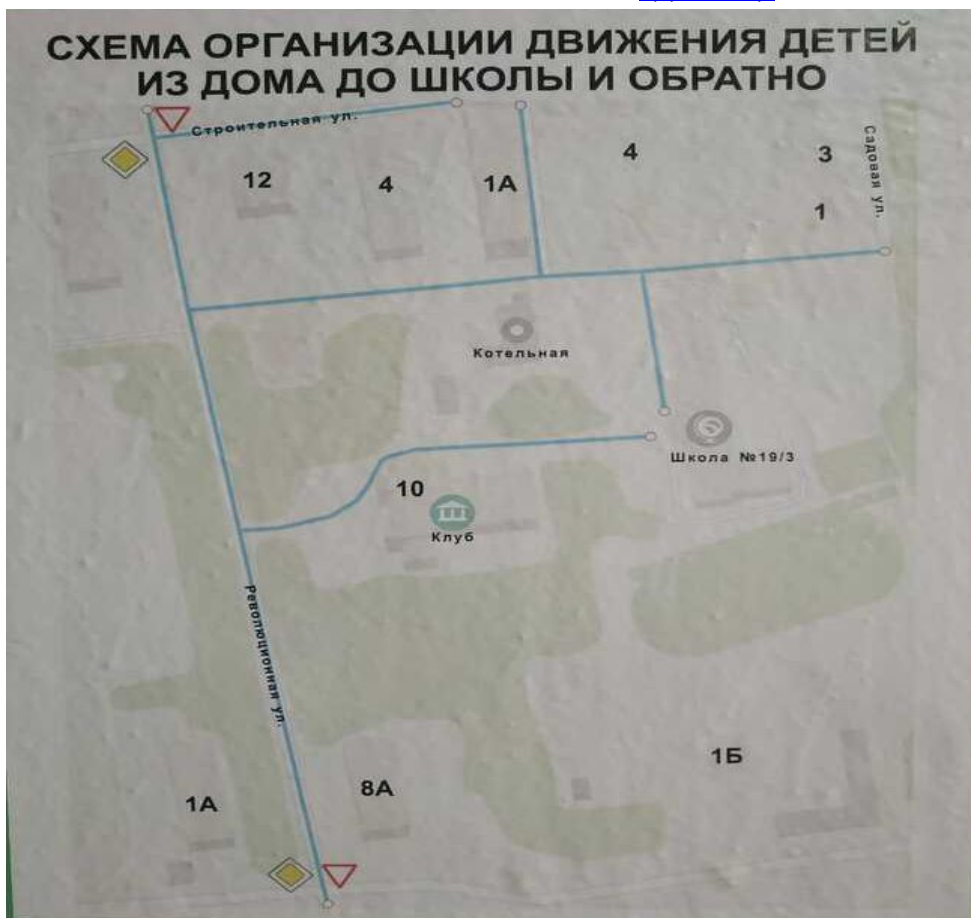 СХЕМА ОРГАНИЗАЦИИ ДВИЖЕНИЯ ДЕТЕЙ
ИЗ ДОМА ДО ШКОЛЫ И ОБРАТНО
Строительная ул.
Садовая ул.
12
4
1А
4
3
1
Котельная
Школа №19/3
10
Клуб
Революционная ул.
1А
8А
1Б